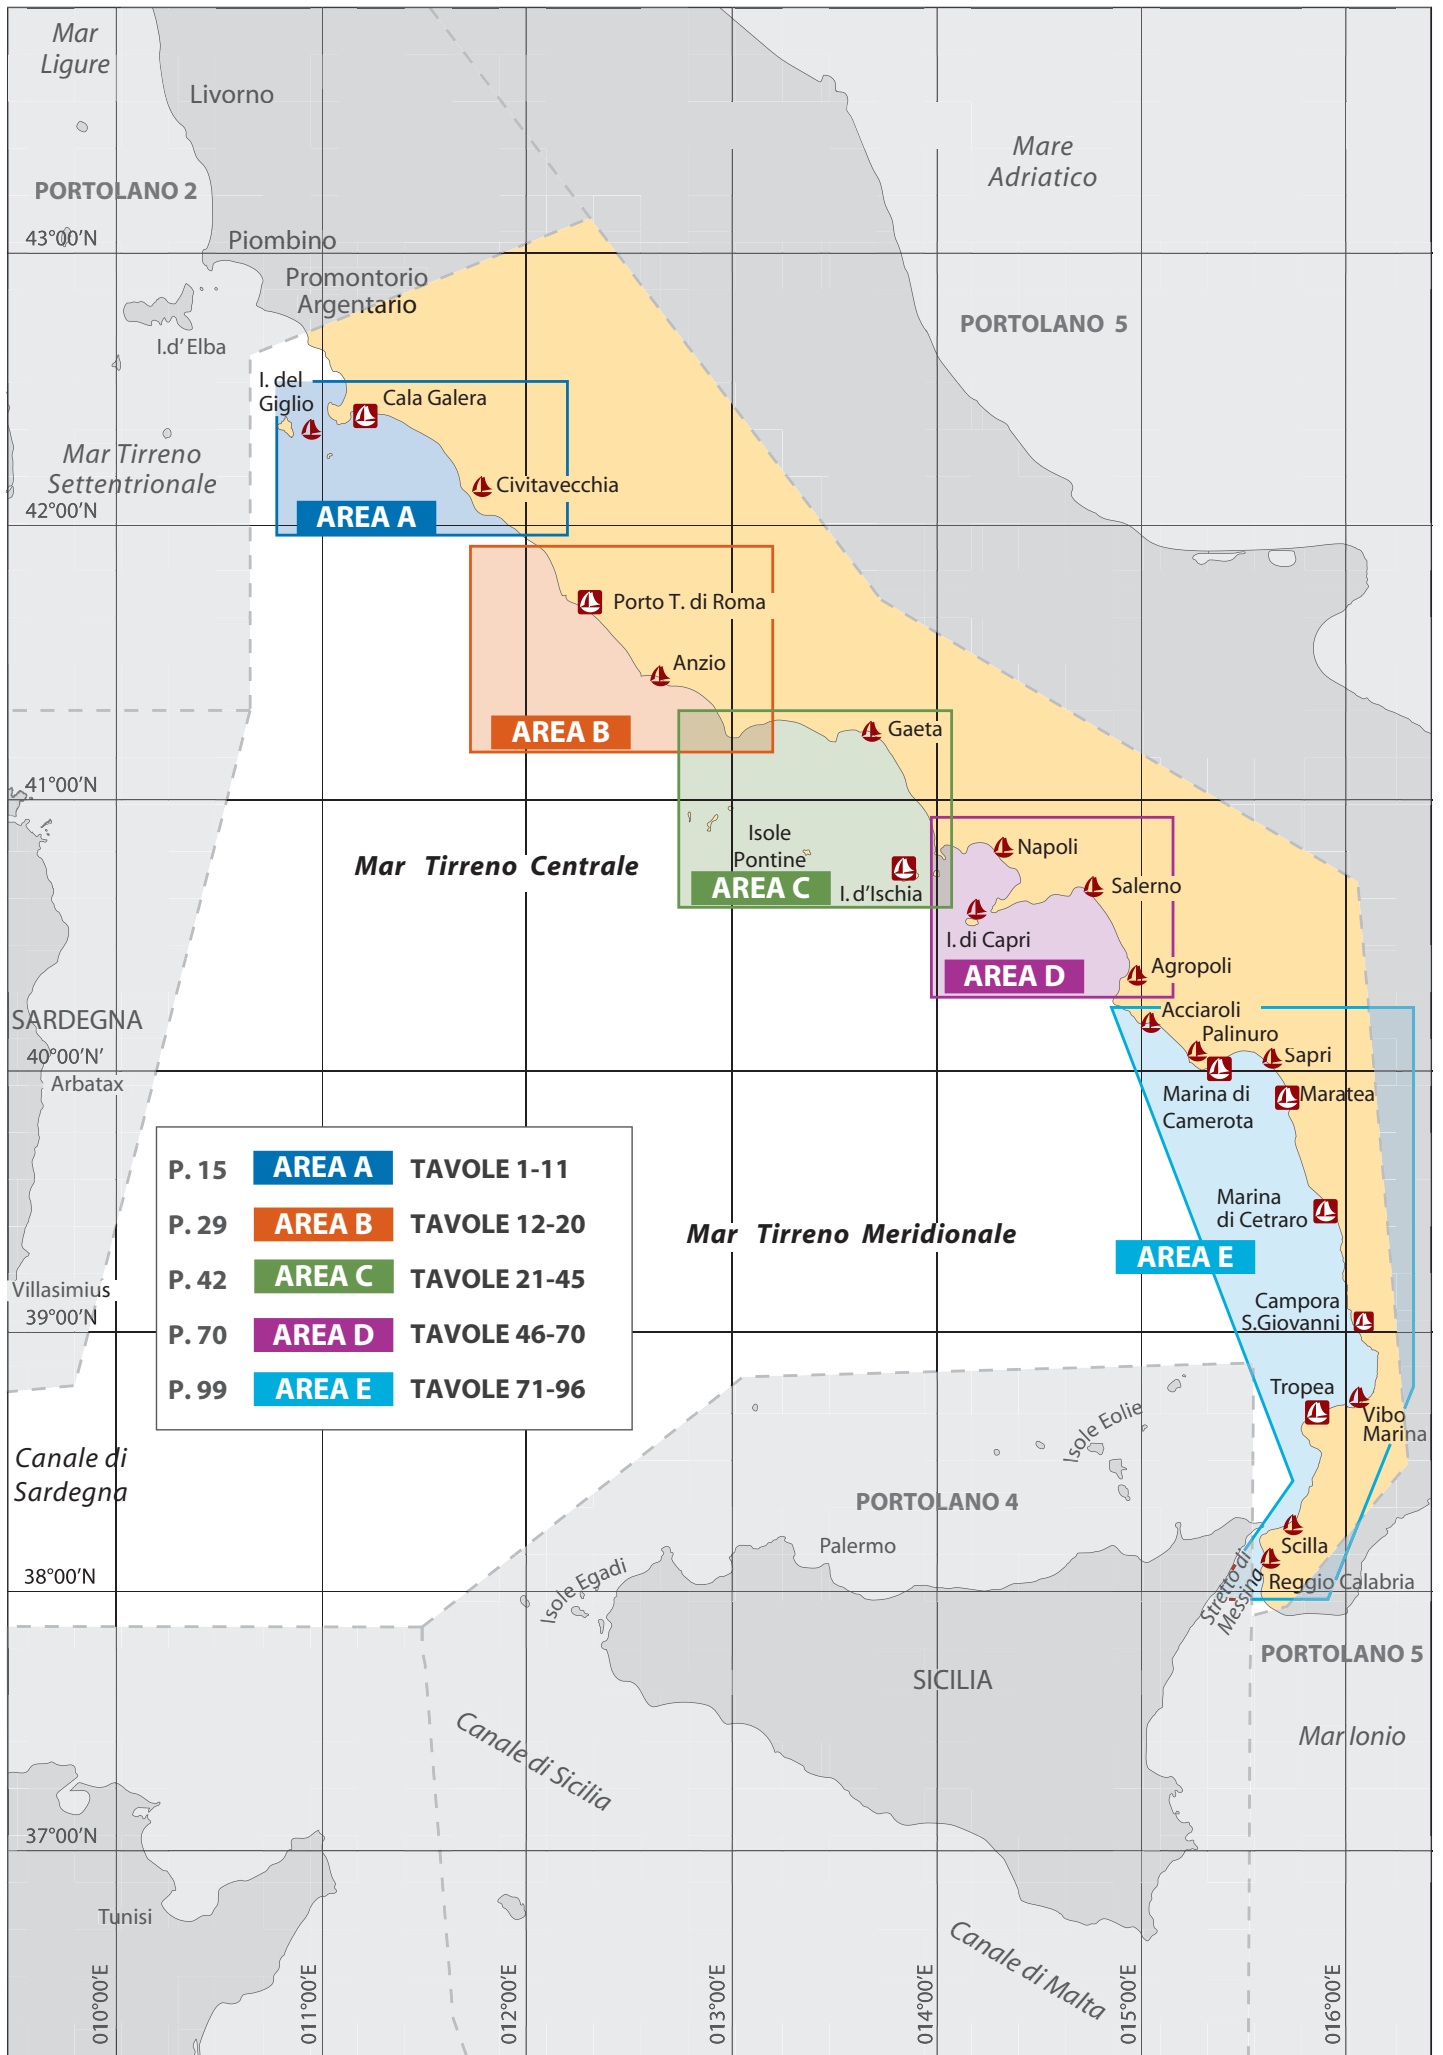 Mar
Ligure
Livorno
Mare
Adriatico
PORTOLANO 2
43°00'N
Piombino
Promontorio
Argentario
PORTOLANO 5
I.d'Elba
I. del
Giglio
Cala Galera
Mar Tirreno
Settentrionale
Civitavecchia
42°00'N
AREA A
Porto T. di Roma
Anzio
AREA B
Gaeta
41°00'N
Isole
Pontine
Mar Tirreno Centrale
AREA C
I. d'Ischia
Napoli
Salerno
I. di Capri
AREA D
Agropoli
Acciaroli
SARDEGNA
Palinuro
40°00'N'
Sapri
Arbatax
Marina di
Camerota
Maratea
P. 15 AREA A TAVOLE 1-11
P. 29 AREA B TAVOLE 12-20
P. 42 AREA C TAVOLE 21-45
P. 70 AREA D TAVOLE 46-70
P. 99 AREA E TAVOLE 71-96
Marina
di Cetraro
Mar Tirreno Meridionale
AREA E
Villasimius
39°00'N
Campora
S.Giovanni
Tropea
Vibo
Marina
Isole Eolie
Canale di
Sardegna
PORTOLANO 4
Palermo
Scilla
38°00'N
Isole Egadi
Stretto di
Messina
Reggio Calabria
PORTOLANO 5
SICILIA
Canale di Sicilia
Mar Ionio
37°00'N
Tunisi
Canale di Malta
010°00'E
011°00'E
012°00'E
013°00'E
014°00'E
015°00'E
016°00'E